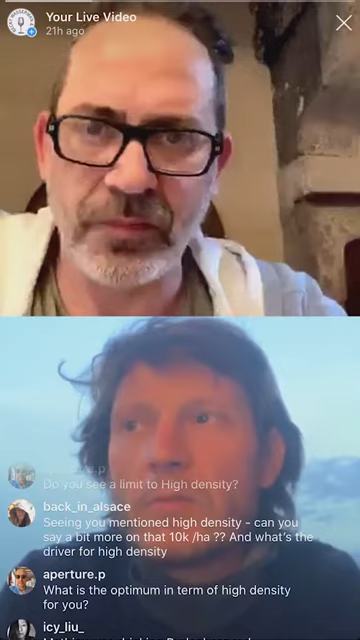 Your Live Video
21h ago
Do you see a limit to High density?
back_in_alsace
Seeing you mentioned high density - can you
say a bit more on that 10k /ha ?? And what's the
driver for high density
aperture.p
What is the optimum in term of high density
for you?
icy_liu_